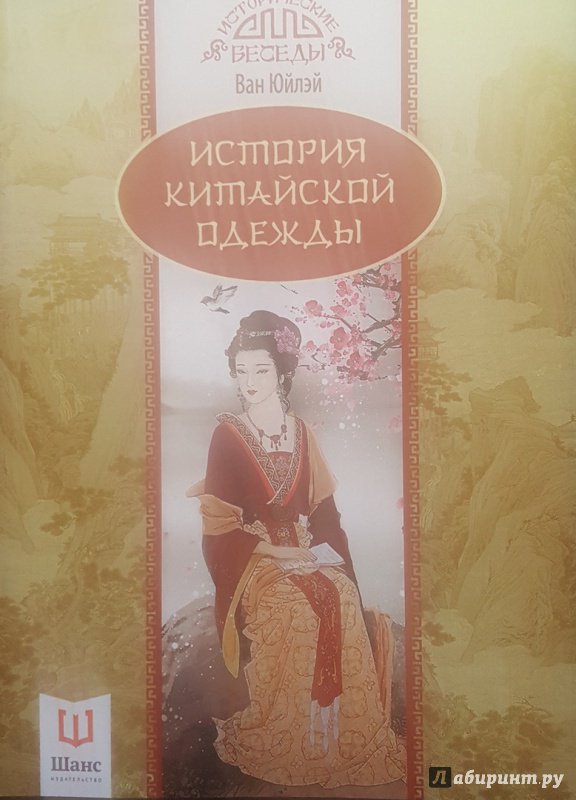 ИСТОРИЧЕСКИЕ
БЕСЕДЫ
Ван Юйлэй
ИСТОРИЯ
КИТАЙСКОЙ
ОДЕЖДЫ
Шанс
ИЗДАТЕЛЬСТВО
Лабиринт.ру